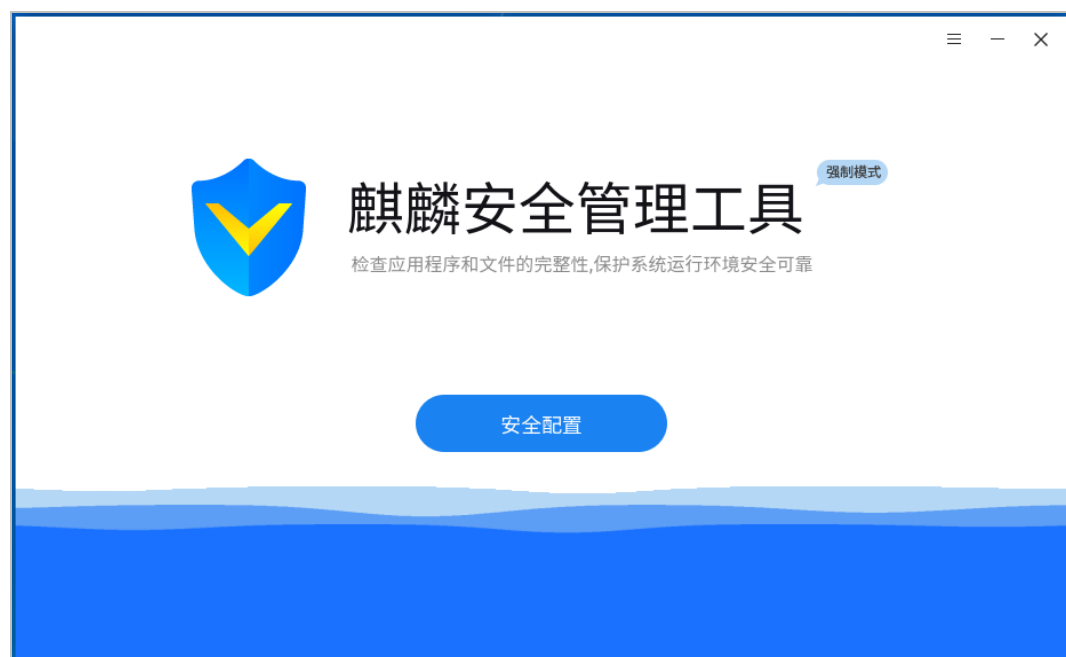 强制模式
麒麟安全管理工具
检查应用程序和文件的完整性,保护系统运行环境安全可靠
安全配置